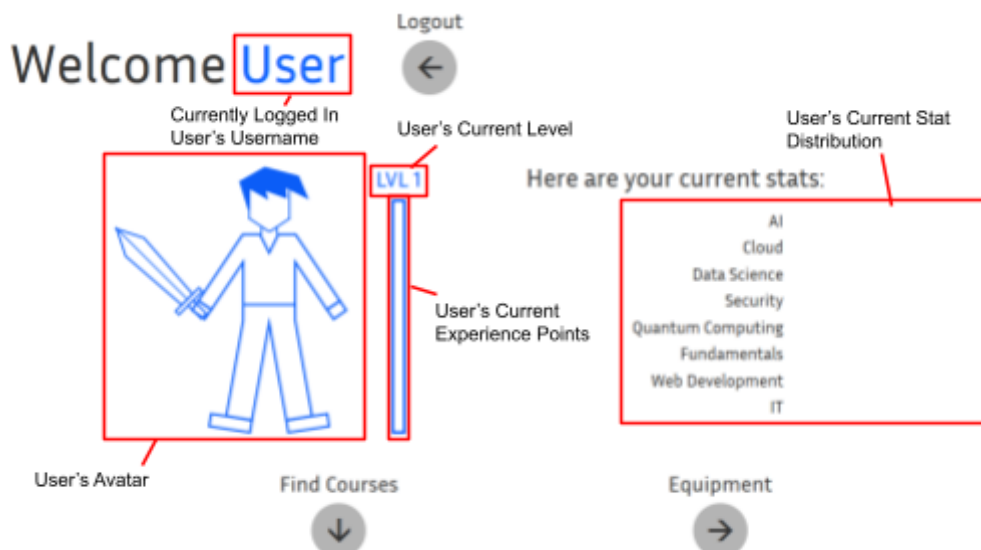 Logout
Welcome User
Currently Logged In
User's Username
User's Current Level
User's Current Stat
Distribution
LVL 1
Here are your current stats:
AI
Cloud
Data Science
Security
Quantum Computing
Fundamentals
Web Development
IT
User's Current
Experience Points
User's Avatar
Find Courses
Equipment